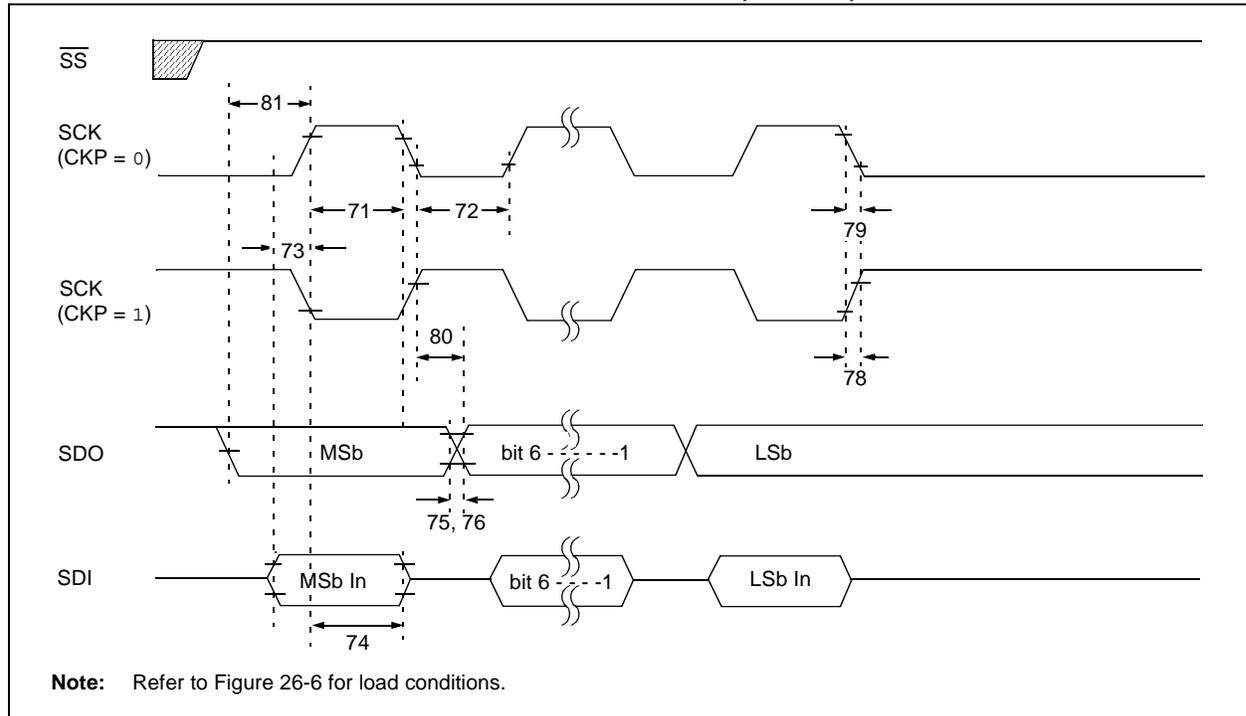 SS
81
SCK
(CKP = 0)
71
72
79
73
SCK
(CKP = 1)
80
78
SDO
MSb
bit 6 - - - - - -1
LSb
75, 76
SDI
MSb In
bit 6 - - - - -1
LSb In
74
Note: Refer to Figure 26-6 for load conditions.